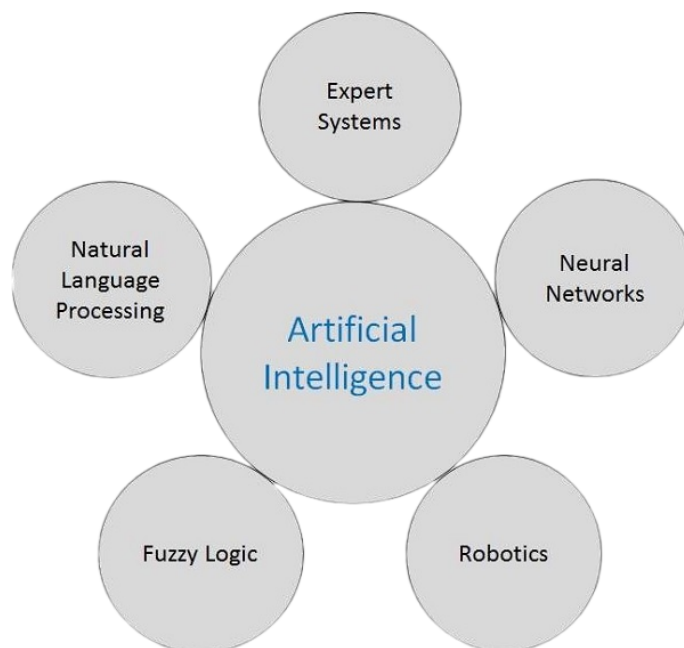 Expert
Systems
Natural
Language
Processing
Neural
Networks
Artificial
Intelligence
Fuzzy Logic
Robotics